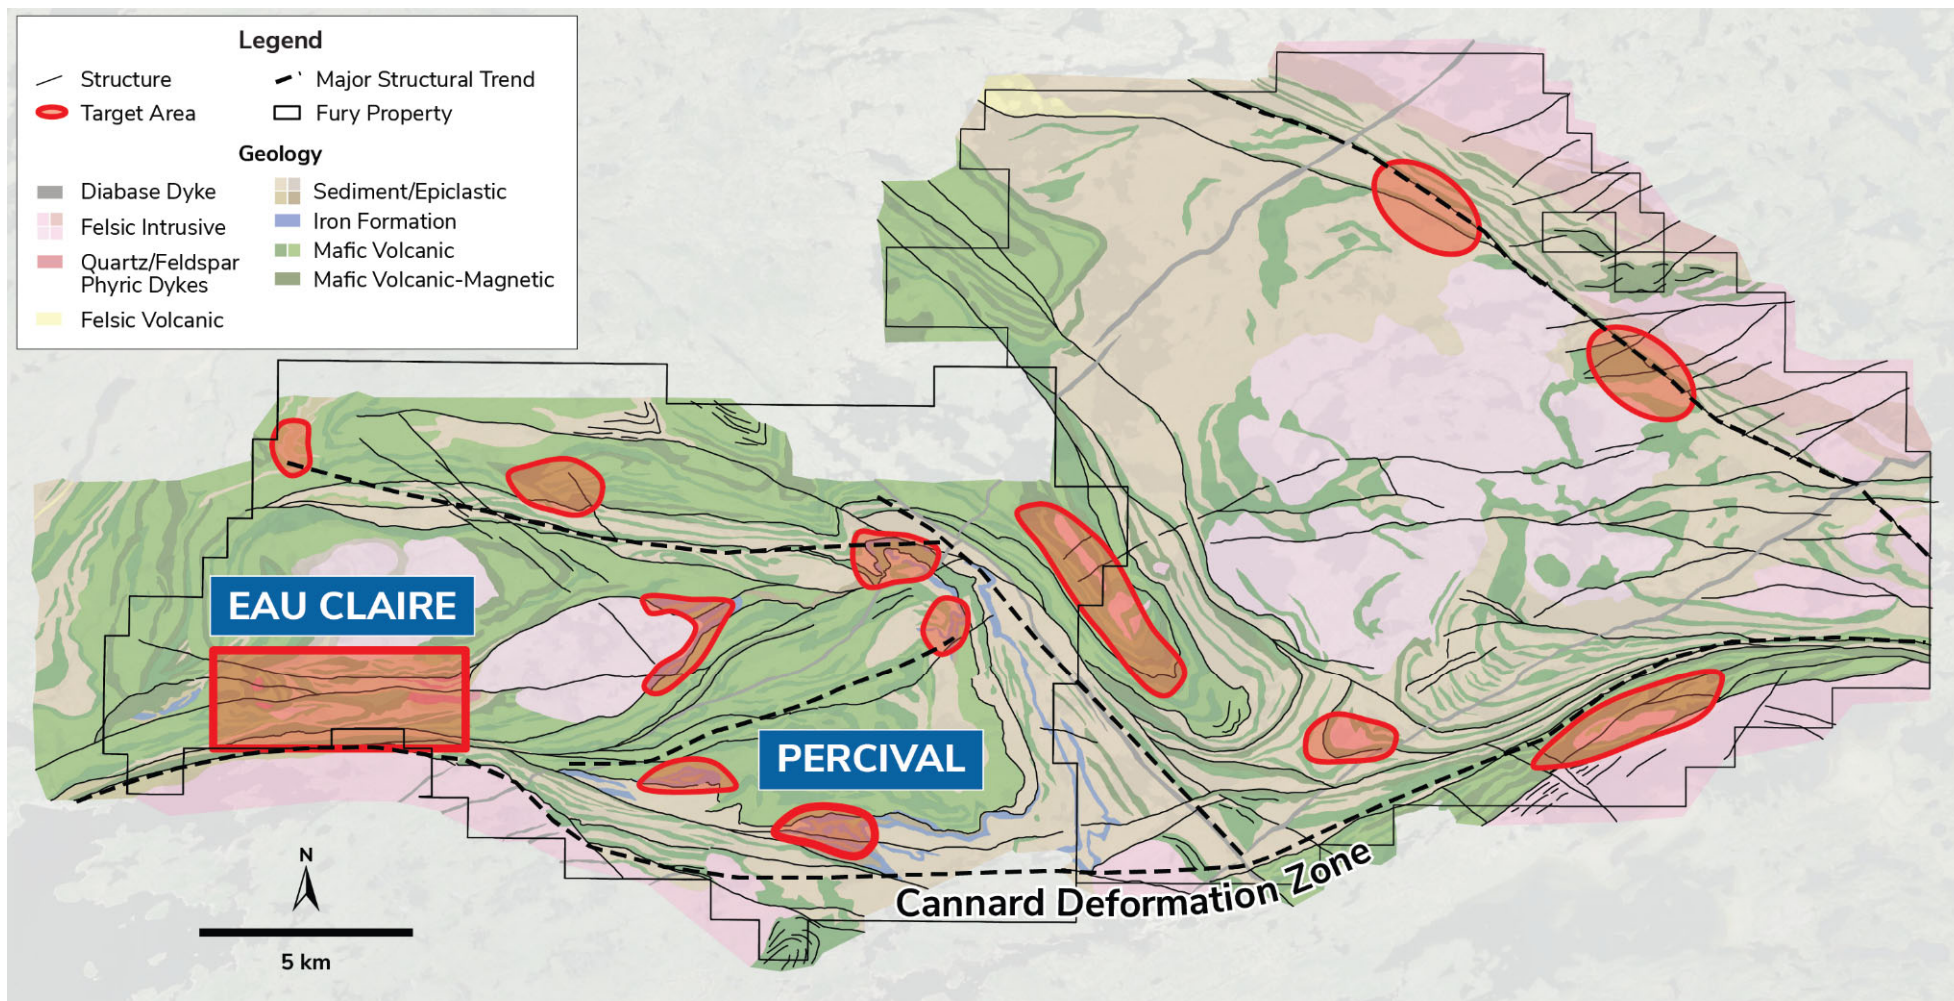 Legend
Structure
Major Structural Trend
Target Area
Fury Property
Geology
Diabase Dyke
Felsic Intrusive
Quartz/Feldspar
Phyric Dykes
Felsic Volcanic
Sediment/Epiclastic
Iron Formation
Mafic Volcanic
Mafic Volcanic-Magnetic
EAU CLAIRE
PERCIVAL
Cannard Deformation Zone
N
5 km